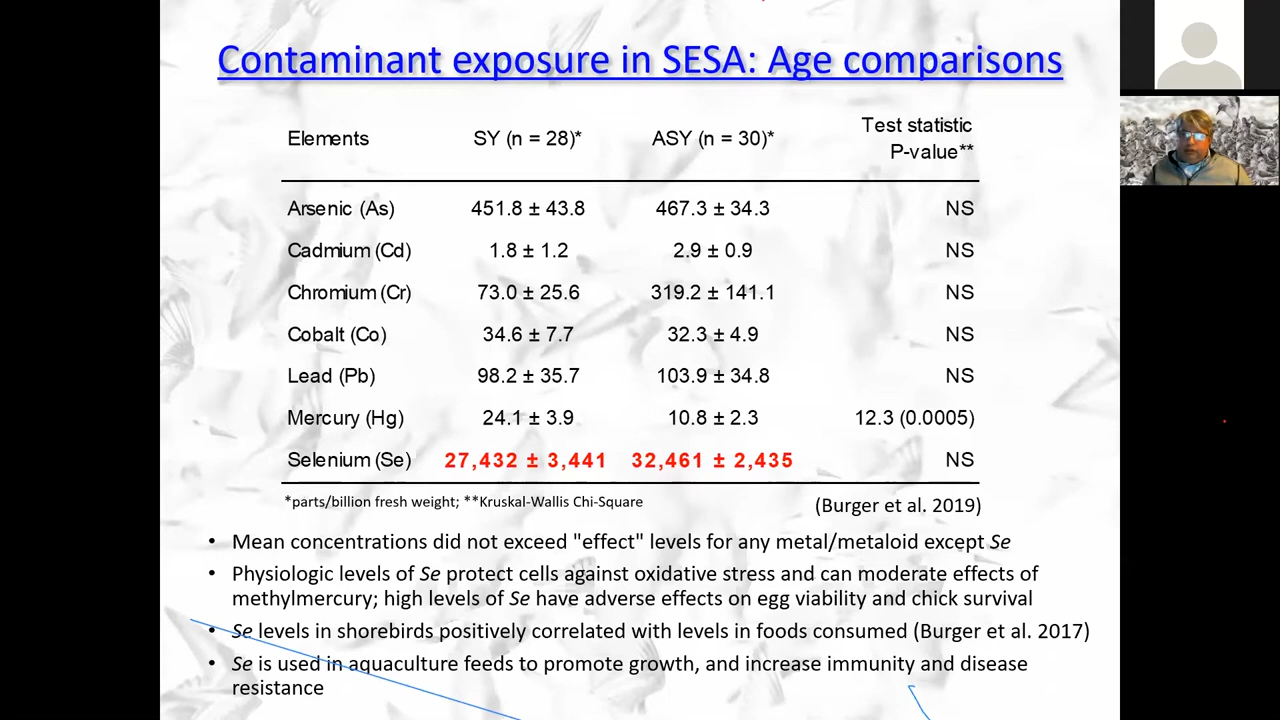 Contaminant exposure in SESA: Age comparisons
Elements SY (n = 28)* ASY (n = 30)* Test statistic P-value**
Arsenic (As) 451.8 ± 43.8 467.3 ± 34.3 NS
Cadmium (Cd) 1.8 ± 1.2 2.9 ± 0.9 NS
Chromium (Cr) 73.0 ± 25.6 319.2 ± 141.1 NS
Cobalt (Co) 34.6 ± 7.7 32.3 ± 4.9 NS
Lead (Pb) 98.2 ± 35.7 103.9 ± 34.8 NS
Mercury (Hg) 24.1 ± 3.9 10.8 ± 2.3 12.3 (0.0005)
Selenium (Se) 27,432 ± 3,441 32,461 ± 2,435 NS
*parts/billion fresh weight; **Kruskal-Wallis Chi-Square
(Burger et al. 2019)
• Mean concentrations did not exceed "effect" levels for any metal/metaloid except Se
• Physiologic levels of Se protect cells against oxidative stress and can moderate effects of
methylmercury; high levels of Se have adverse effects on egg viability and chick survival
• Se levels in shorebirds positively correlated with levels in foods consumed (Burger et al. 2017)
• Se is used in aquaculture feeds to promote growth, and increase immunity and disease
resistance